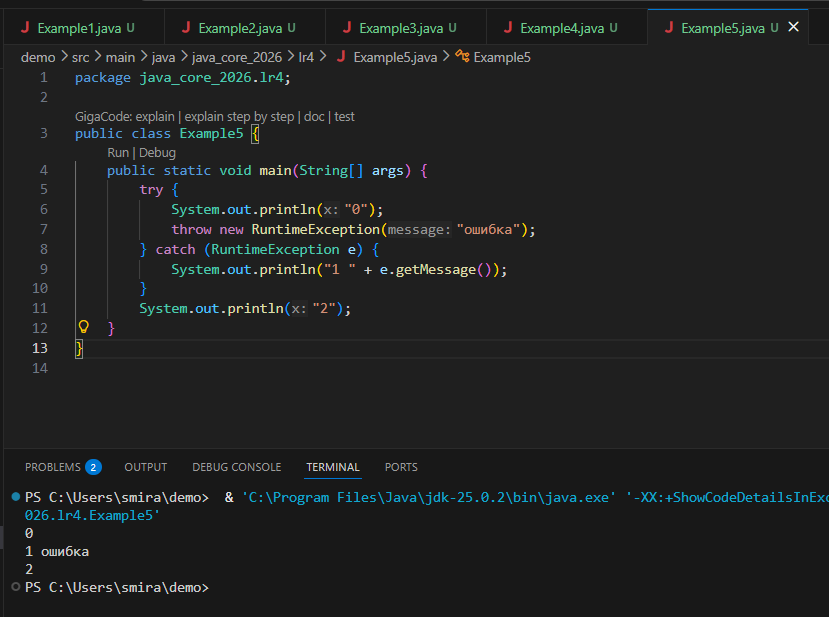 Example1.java U Example2.java U Example3.java U Example4.java U Example5.java U
demo > src > main > java > java_core_2026 > lr4 > Example5.java > Example5
1 package java_core_2026.lr4;
2
GigaCode: explain | explain step by step | doc | test
3 public class Example5 {
Run | Debug
4 public static void main(String[] args) {
5 try {
6 System.out.println(x: "0");
7 throw new RuntimeException(message: "ошибка");
8 } catch (RuntimeException e) {
9 System.out.println("1 " + e.getMessage());
10 }
11 System.out.println(x: "2");
12 }
13 }
14
PROBLEMS 2 OUTPUT DEBUG CONSOLE TERMINAL PORTS
PS C:\Users\smira\demo> & 'C:\Program Files\Java\jdk-25.0.2\bin\java.exe' '-XX:+ShowCodeDetailsInExc
026.lr4.Example5'
0
1 ошибка
2
PS C:\Users\smira\demo>